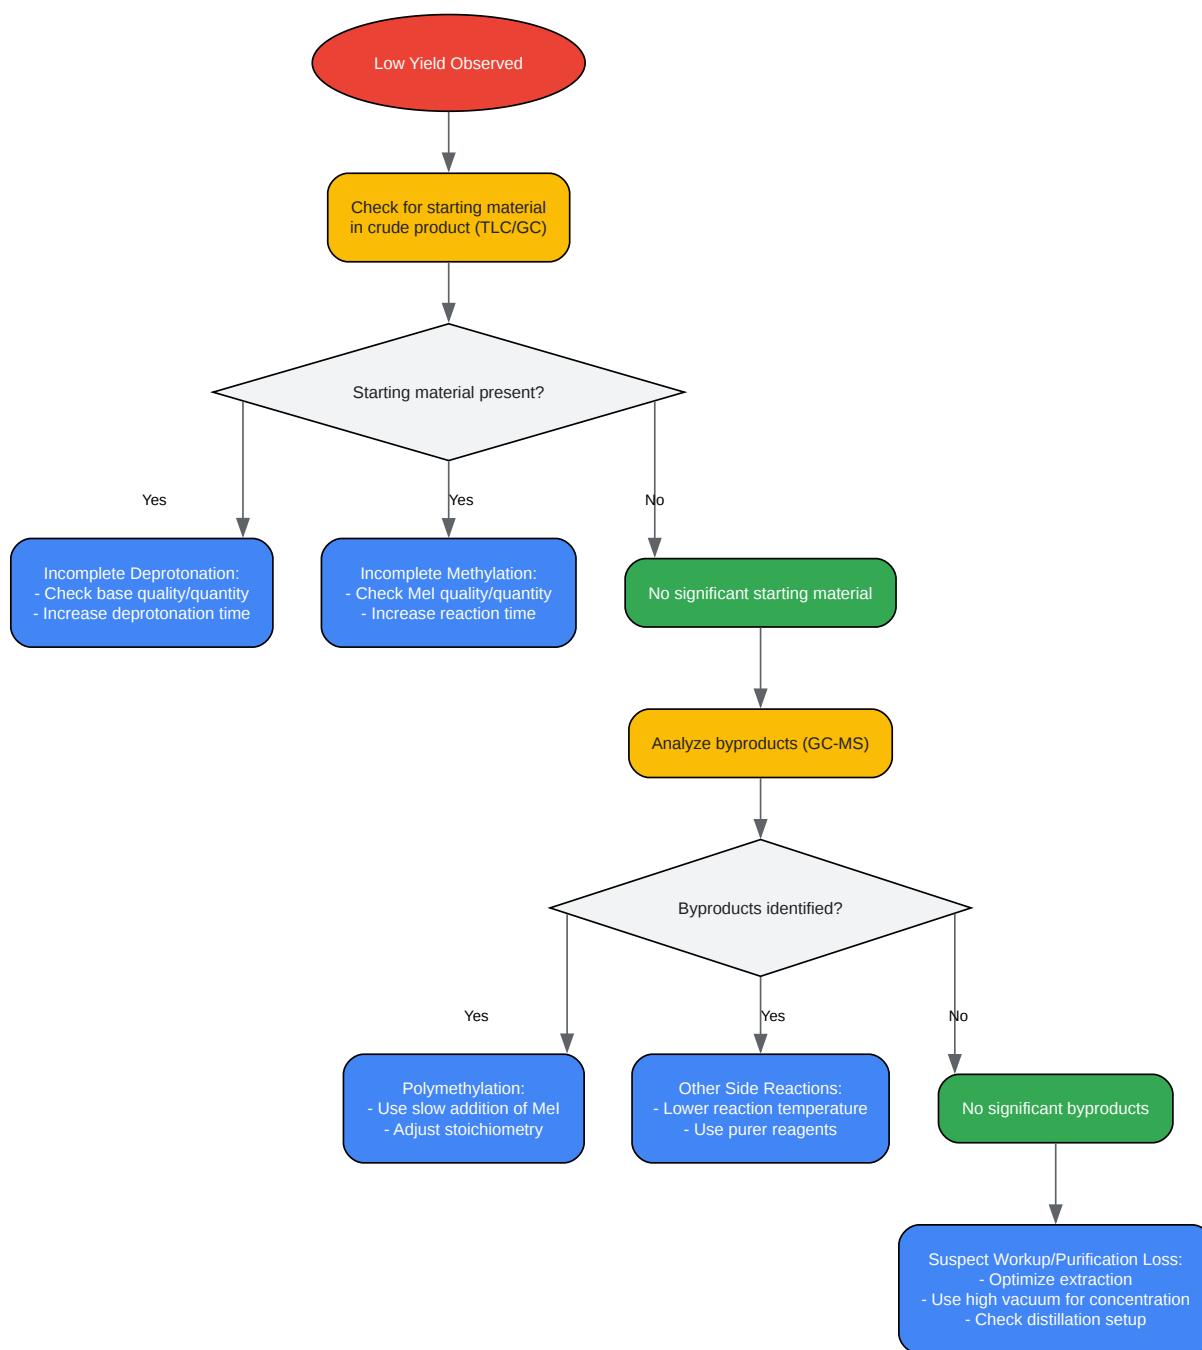 Low Yield Observed
Check for starting material
in crude product (TLC/GC)
Starting material present?
Yes
Yes
No
Incomplete Deprotonation:
- Check base quality/quantity
- Increase deprotonation time
Incomplete Methylation:
- Check MeI quality/quantity
- Increase reaction time
No significant starting material
Analyze byproducts (GC-MS)
Byproducts identified?
Yes
Yes
No
Polymethylation:
- Use slow addition of MeI
- Adjust stoichiometry
Other Side Reactions:
- Lower reaction temperature
- Use purer reagents
No significant byproducts
Suspect Workup/Purification Loss:
- Optimize extraction
- Use high vacuum for concentration
- Check distillation setup